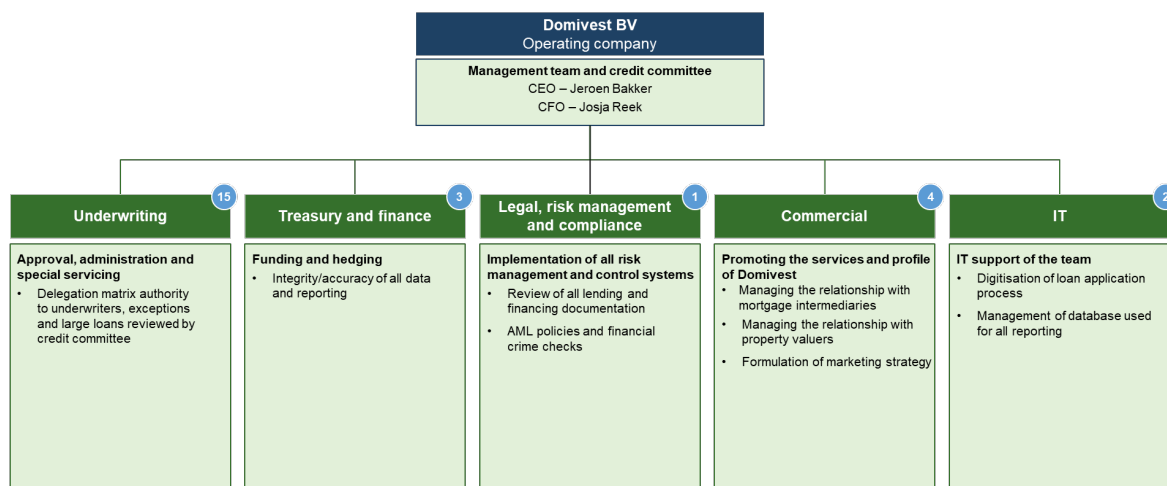 Domivest BV
Operating company
Management team and credit committee
CEO – Jeroen Bakker
CFO – Josja Reek
15
Underwriting
Approval, administration and
special servicing
• Delegation matrix authority
to underwriters, exceptions
and large loans reviewed by
credit committee
3
Treasury and finance
Funding and hedging
• Integrity/accuracy of all data
and reporting
1
Legal, risk management
and compliance
Implementation of all risk
management and control systems
• Review of all lending and
financing documentation
• AML policies and financial
crime checks
4
Commercial
Promoting the services and profile
of Domivest
• Managing the relationship with
mortgage intermediaries
• Managing the relationship with
property valuers
• Formulation of marketing strategy
2
IT
IT support of the team
• Digitisation of loan application
process
• Management of database used
for all reporting